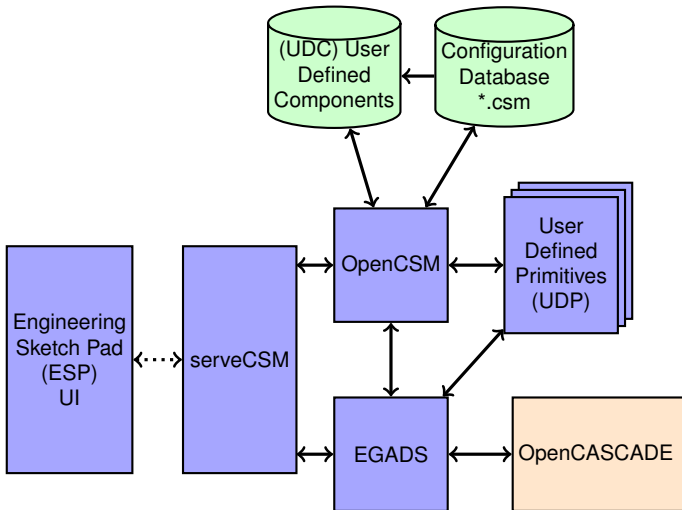 (UDC) User
Defined
Components
Configuration
Database
*.csm
OpenCSM
User
Defined
Primitives
(UDP)
Engineering
Sketch Pad
(ESP)
UI
serveCSM
EGADS
OpenCASCADE